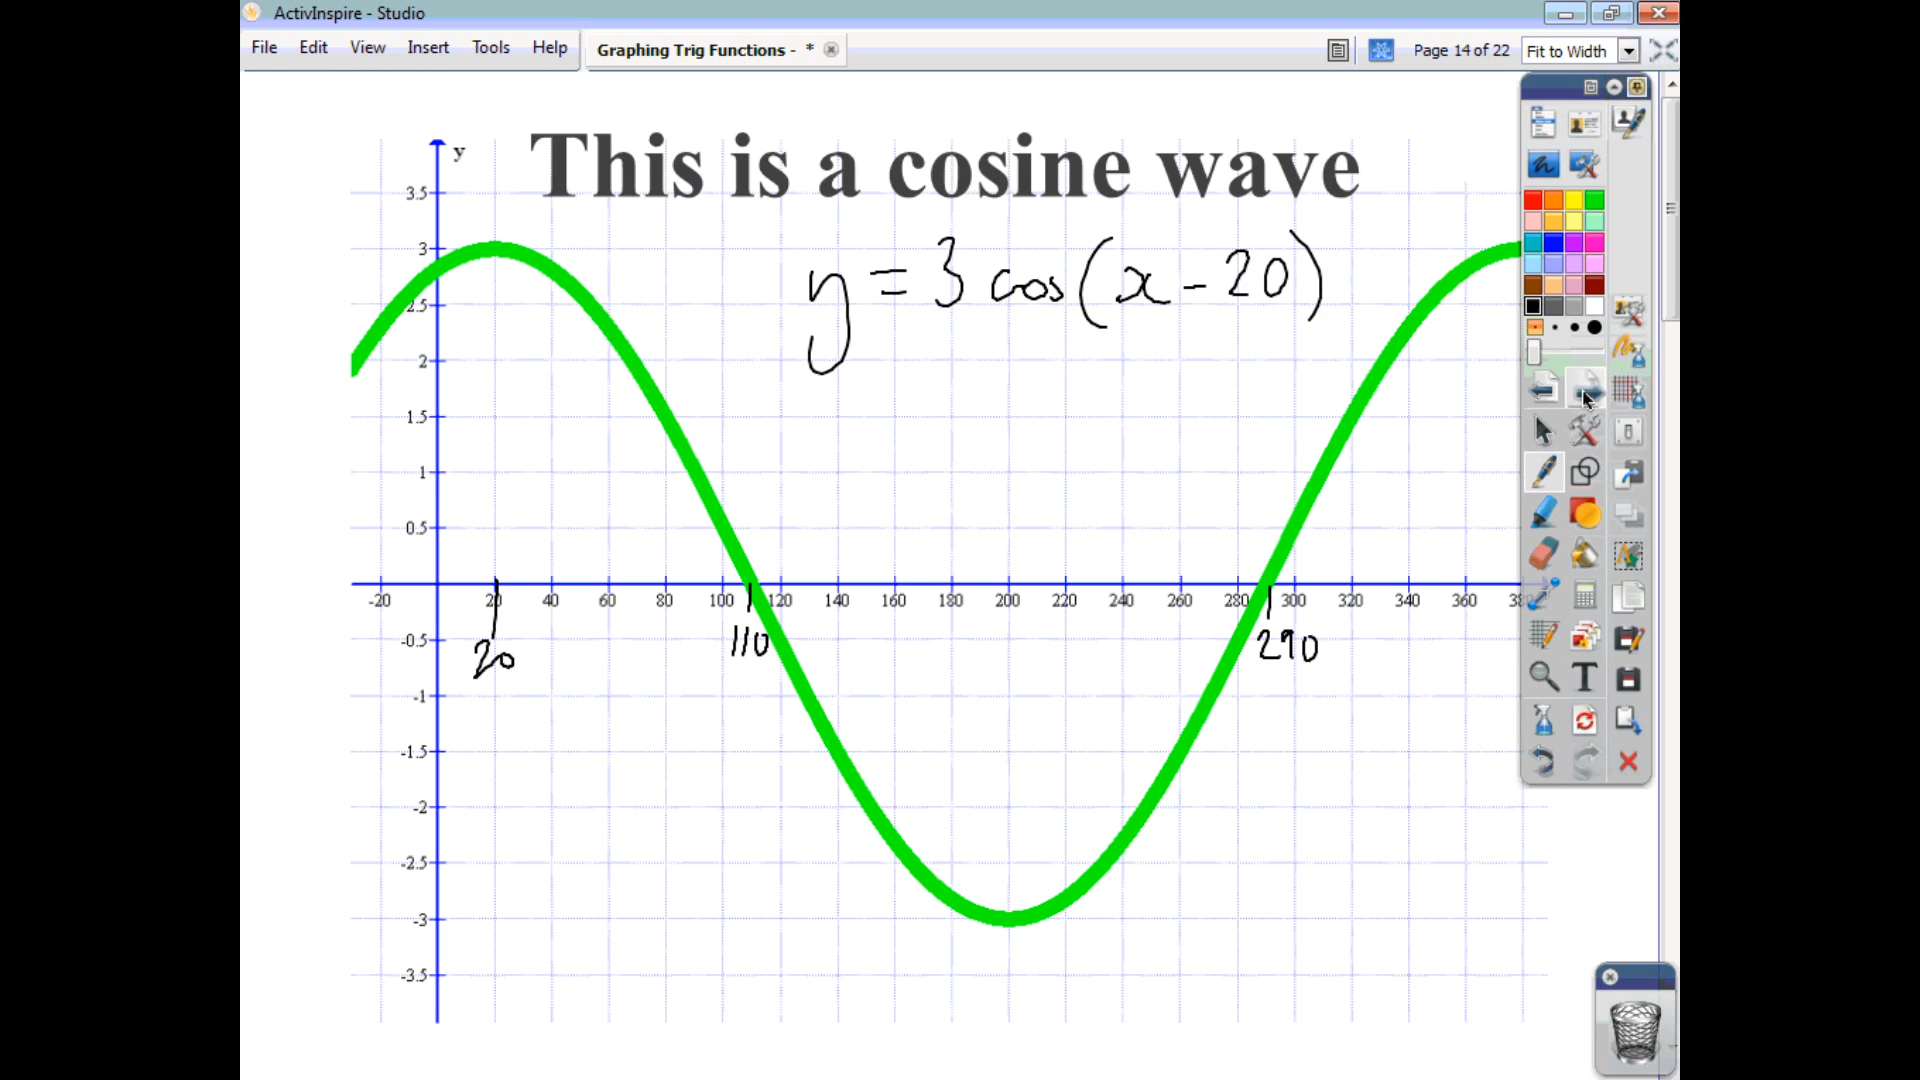 ActivInspire - Studio
File Edit View Insert Tools Help
Graphing Trig Functions - *
Page 14 of 22
Fit to Width
This is a cosine wave
y
y = 3 cos(x - 20)
3.5
3
2.5
2
1.5
1
0.5
-20 20 40 60 80 100 120 140 160 180 200 220 240 260 280 300 320 340 360
20 110 290
-0.5
-1
-1.5
-2
-2.5
-3
-3.5